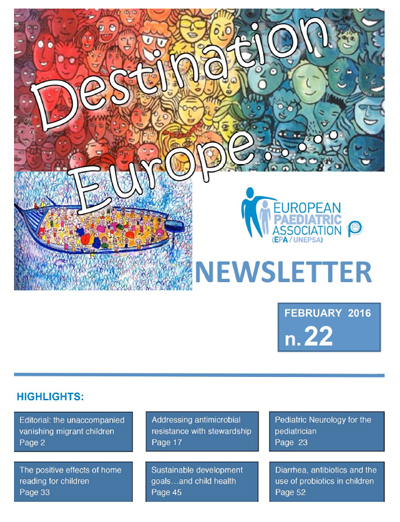 Destination
Europe.....
EUROPEAN
PAEDIATRIC
ASSOCIATION
(EPA / UNEPSA)
NEWSLETTER
FEBRUARY 2016
n. 22
HIGHLIGHTS:
Editorial: the unaccompanied
vanishing migrant children
Page 2
Addressing antimicrobial
resistance with stewardship
Page 17
Pediatric Neurology for the
pediatrician
Page 23
The positive effects of home
reading for children
Page 33
Sustainable development
goals…and child health
Page 45
Diarrhea, antibiotics and the
use of probiotics in children
Page 52